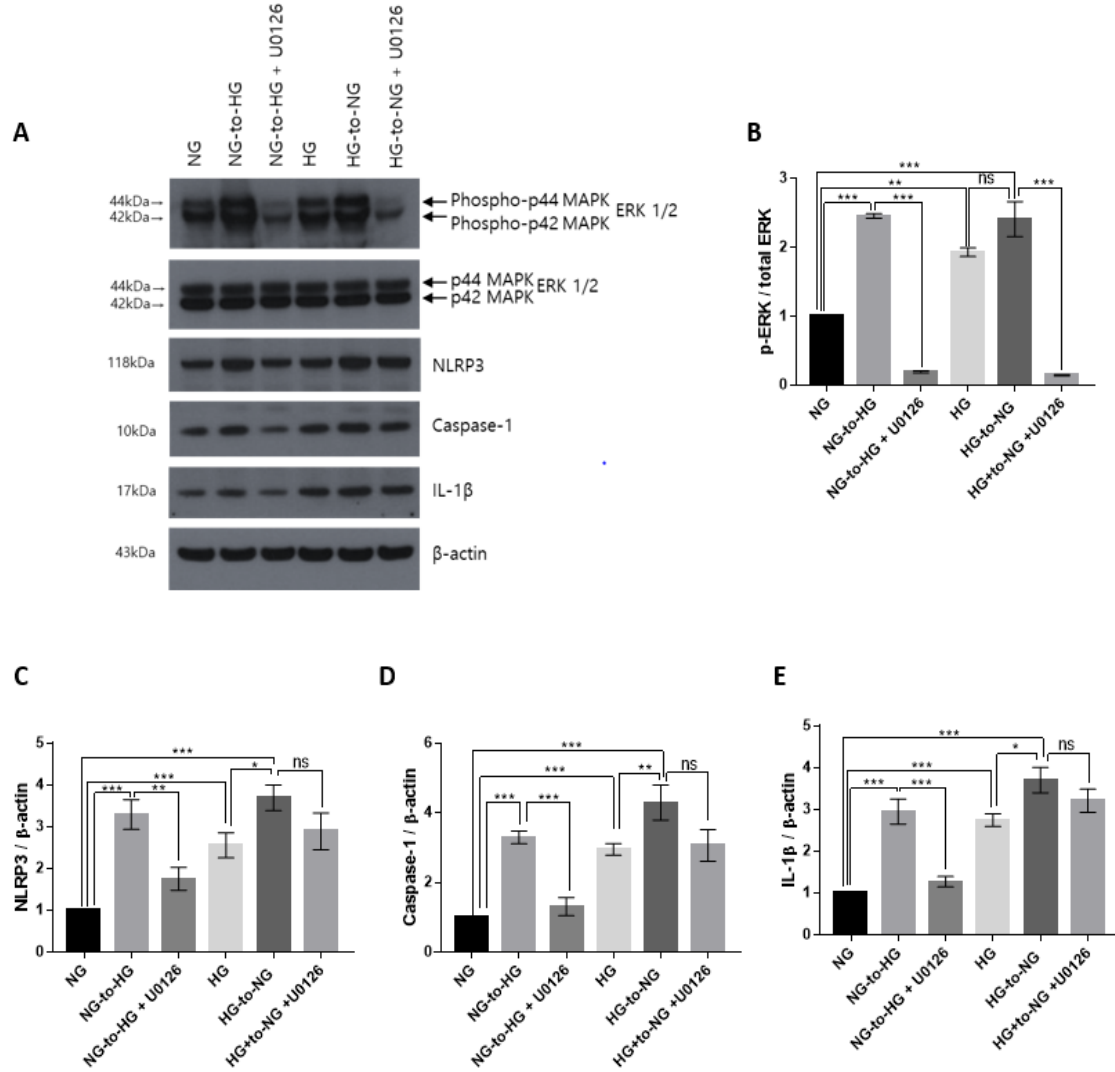 A
NG
NG-to-HG
NG-to-HG + U0126
HG
HG-to-NG
HG-to-NG + U0126
44kDa→
42kDa→
Phospho-p44 MAPK
Phospho-p42 MAPK
ERK 1/2
44kDa→
42kDa→
p44 MAPK
p42 MAPK
ERK 1/2
118kDa
NLRP3
10kDa
Caspase-1
17kDa
IL-1β
43kDa
β-actin
B
p-ERK / total ERK
3
2
1
0
***
**
ns
***
***
***
NG
NG-to-HG
NG-to-HG + U0126
HG
HG-to-NG
HG+to-NG +U0126
C
NLRP3 / β-actin
5
4
3
2
1
0
***
***
*
ns
***
**
NG
NG-to-HG
NG-to-HG + U0126
HG
HG-to-NG
HG+to-NG +U0126
D
Caspase-1 / β-actin
6
4
2
0
***
***
**
ns
***
***
NG
NG-to-HG
NG-to-HG + U0126
HG
HG-to-NG
HG+to-NG +U0126
E
IL-1β / β-actin
5
4
3
2
1
0
***
*
ns
***
***
***
NG
NG-to-HG
NG-to-HG + U0126
HG
HG-to-NG
HG+to-NG +U0126